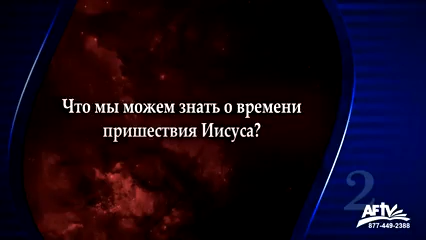 Что мы можем знать о времени
пришествия Иисуса?
2
AFTV
877-449-2388